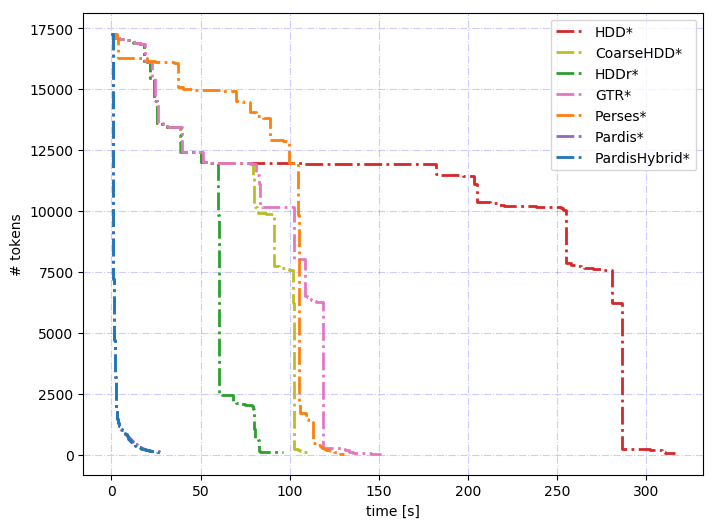 17500
15000
12500
10000
7500
5000
2500
0
# tokens
0 50 100 150 200 250 300
time [s]
HDD*
CoarseHDD*
HDDr*
GTR*
Perses*
Pardis*
PardisHybrid*